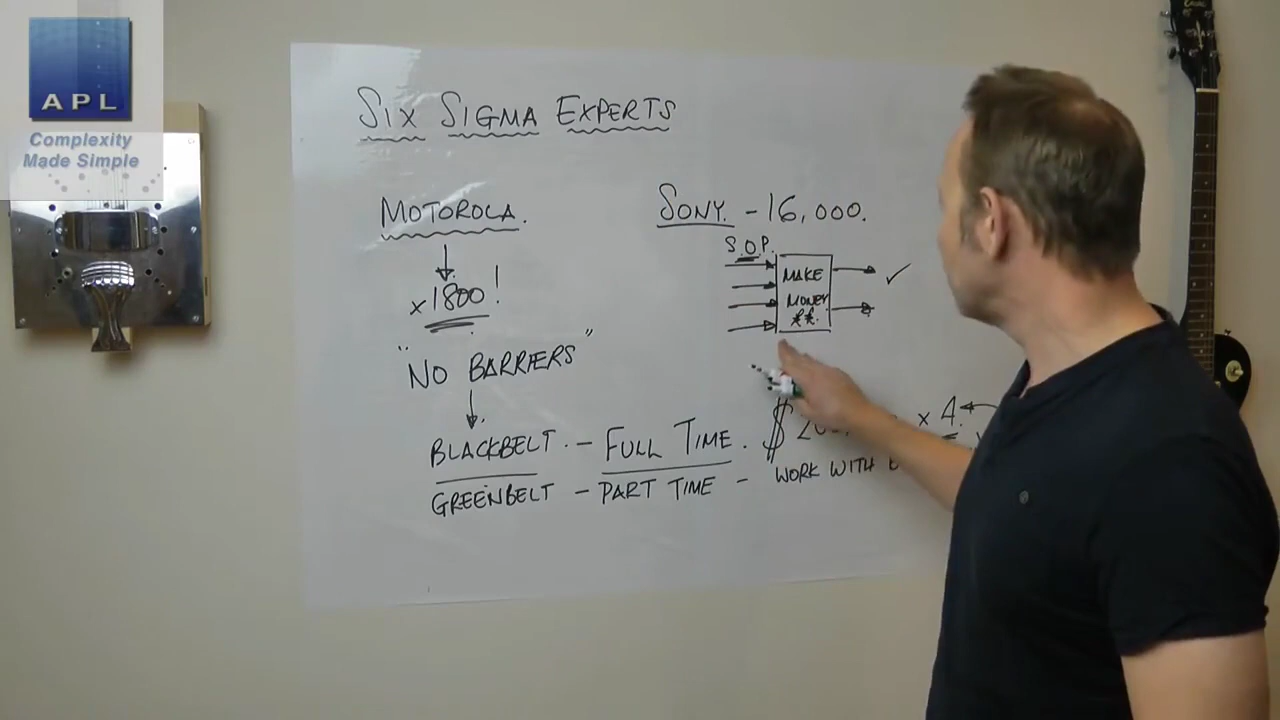 APL
Complexity
Made Simple
SIX SIGMA EXPERTS
MOTOROLA.
x1800!
"NO BARRIERS"
BLACKBELT. - FULL TIME. $ x 4
GREENBELT - PART TIME - WORK WITH
SONY. - 16,000.
S.O.P.
MAKE
MONEY